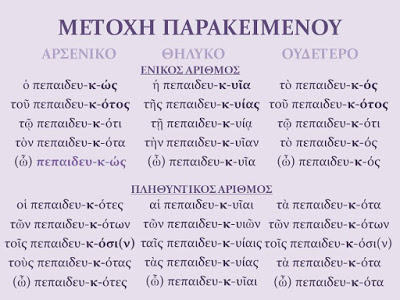 ΜΕΤΟΧΗ ΠΑΡΑΚΕΙΜΕΝΟΥ
ΑΡΣΕΝΙΚΟ ΘΗΛΥΚΟ ΟΥΔΕΤΕΡΟ
ΕΝΙΚΟΣ ΑΡΙΘΜΟΣ
ὁ πεπαιδευ-κ-ώς ἡ πεπαιδευ-κ-υῖα τὸ πεπαιδευ-κ-ός
τοῦ πεπαιδευ-κ-ότος τῆς πεπαιδευ-κ-υίας τοῦ πεπαιδευ-κ-ότος
τῷ πεπαιδευ-κ-ότι τῇ πεπαιδευ-κ-υίᾳ τῷ πεπαιδευ-κ-ότι
τὸν πεπαιδευ-κ-ότα τὴν πεπαιδευ-κ-υῖαν τὸ πεπαιδευ-κ-ός
(ὦ) πεπαιδευ-κ-ώς (ὦ) πεπαιδευ-κ-υῖα (ὦ) πεπαιδευ-κ-ός
ΠΛΗΘΥΝΤΙΚΟΣ ΑΡΙΘΜΟΣ
οἱ πεπαιδευ-κ-ότες αἱ πεπαιδευ-κ-υῖαι τὰ πεπαιδευ-κ-ότα
τῶν πεπαιδευ-κ-ότων τῶν πεπαιδευ-κ-υιῶν τῶν πεπαιδευ-κ-ότων
τοῖς πεπαιδευ-κ-όσι(ν) ταῖς πεπαιδευ-κ-υίαις τοῖς πεπαιδευ-κ-όσι(ν)
τοὺς πεπαιδευ-κ-ότας τὰς πεπαιδευ-κ-υίας τὰ πεπαιδευ-κ-ότα
(ὦ) πεπαιδευ-κ-ότες (ὦ) πεπαιδευ-κ-υῖαι (ὦ) πεπαιδευ-κ-ότα